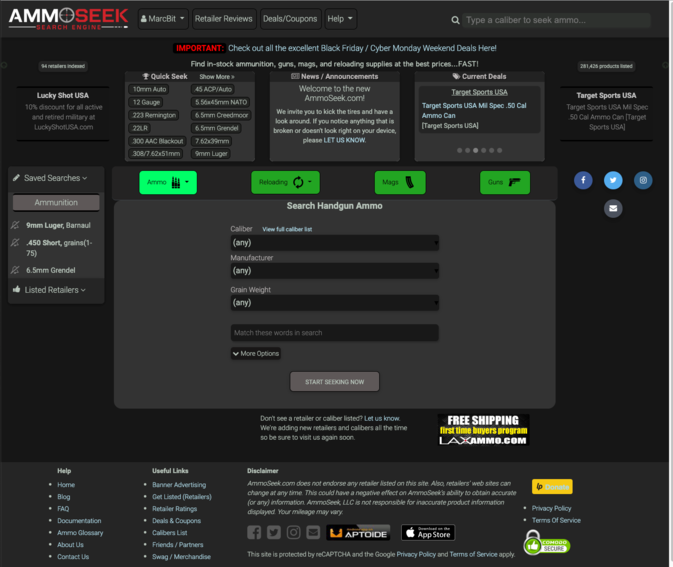 AMMOSEEK
SEARCH ENGINE
MarcBit
Retailer Reviews
Deals/Coupons
Help
Type a caliber to seek ammo...
IMPORTANT: Check out all the excellent Black Friday / Cyber Monday Weekend Deals Here!
Find in-stock ammunition, guns, mags, and reloading supplies at the best prices...FAST!
94 retailers indexed
281,426 products listed
Lucky Shot USA
10% discount for all active
and retired military at
LuckyShotUSA.com
Quick Seek
Show More »
10mm Auto
.45 ACP/Auto
12 Gauge
5.56x45mm NATO
.223 Remington
6.5mm Creedmoor
.22LR
6.5mm Grendel
.300 AAC Blackout
7.62x39mm
.308/7.62x51mm
9mm Luger
News / Announcements
Welcome to the new
AmmoSeek.com!
We invite you to kick the tires and have a
look around. If you notice anything that is
broken or doesn't look right on your device,
please LET US KNOW.
Current Deals
Target Sports USA
Target Sports USA Mil Spec .50 Cal
Ammo Can
[Target Sports USA]
Target Sports USA
Target Sports USA Mil Spec
.50 Cal Ammo Can [Target
Sports USA]
Saved Searches
Ammunition
9mm Luger, Barnaul
.450 Short, grains(1-
75)
6.5mm Grendel
Listed Retailers
Ammo
Reloading
Mags
Guns
Search Handgun Ammo
Caliber
View full caliber list
(any)
Manufacturer
(any)
Grain Weight
(any)
Match these words in search
More Options
START SEEKING NOW
Don't see a retailer or caliber listed? Let us know.
We're adding new retailers and calibers all the time
so be sure to visit us again soon.
FREE SHIPPING
first time buyers program
LAXAMMO.COM
Help
Home
Blog
FAQ
Documentation
Ammo Glossary
About Us
Contact Us
Useful Links
Banner Advertising
Get Listed (Retailers)
Retailer Ratings
Deals & Coupons
Calibers List
Friends / Partners
Swag / Merchandise
Disclaimer
AmmoSeek.com does not endorse any retailer listed on this site. Also, retailers' web sites can
change at any time. This could have a negative effect on AmmoSeek's ability to obtain accurate
(or any) information. AmmoSeek, LLC is not responsible for inaccurate product information
displayed. Your mileage may vary.
APTOIDE
Download on the
App Store
This site is protected by reCAPTCHA and the Google Privacy Policy and Terms of Service apply.
Donate
Privacy Policy
Terms Of Service
COMODO
SECURE